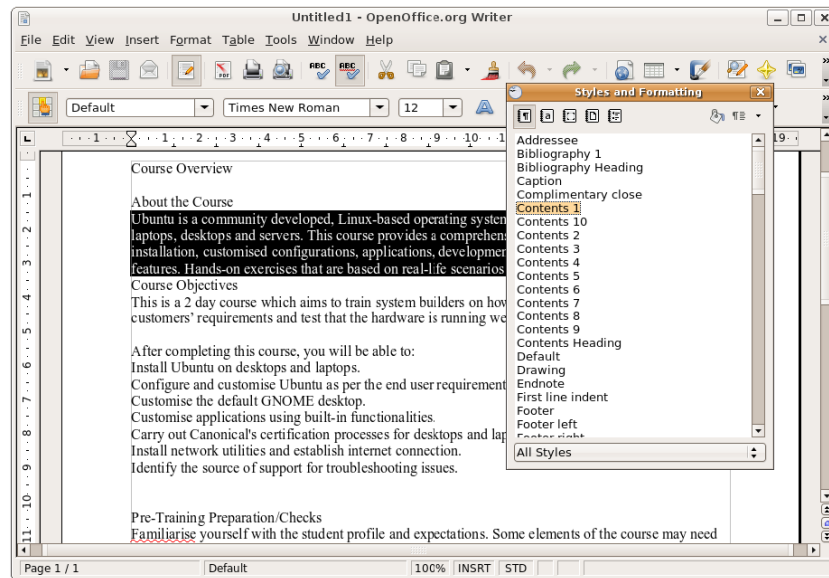 Untitled1 - OpenOffice.org Writer
File Edit View Insert Format Table Tools Window Help
Default Times New Roman 12
Styles and Formatting
Addressee
Bibliography 1
Bibliography Heading
Caption
Complimentary close
Contents 1
Contents 10
Contents 2
Contents 3
Contents 4
Contents 5
Contents 6
Contents 7
Contents 8
Contents 9
Contents Heading
Default
Drawing
Endnote
First line indent
Footer
Footer left
Footer right
All Styles
Course Overview
About the Course
Ubuntu is a community developed, Linux-based operating system
laptops, desktops and servers. This course provides a
installation, customised configurations, applications,
features. Hands-on exercises that are based on real-life scenarios
Course Objectives
This is a 2 day course which aims to train system builders on how
customers' requirements and test that the hardware is running
After completing this course, you will be able to:
Install Ubuntu on desktops and laptops.
Configure and customise Ubuntu as per the end user requirement
Customise the default GNOME desktop.
Customise applications using built-in functionalities.
Carry out Canonical's certification processes for desktops and
Install network utilities and establish internet connection.
Identify the source of support for troubleshooting issues.
Pre-Training Preparation/Checks
Familiarise yourself with the student profile and expectations. Some elements of the course may need
Page 1 / 1 Default 100% INSRT STD